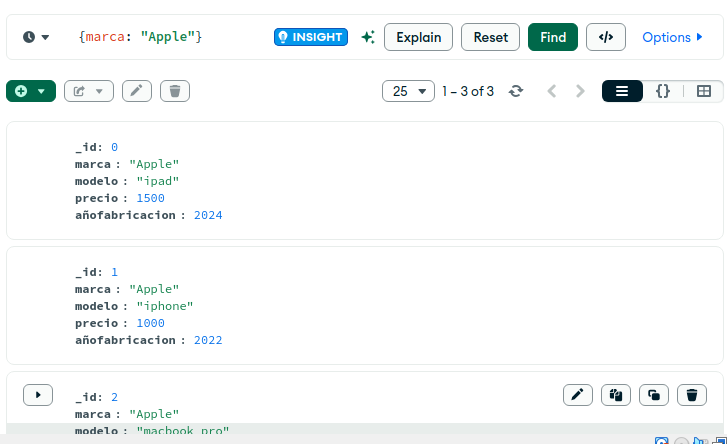 {marca: "Apple"}
INSIGHT
Explain
Reset
Find
</>
Options
25
1 – 3 of 3
{}
_id: 0
marca : "Apple"
modelo : "ipad"
precio : 1500
añofabricacion : 2024
_id: 1
marca : "Apple"
modelo : "iphone"
precio : 1000
añofabricacion : 2022
_id: 2
marca : "Apple"
modelo : "macbook pro"